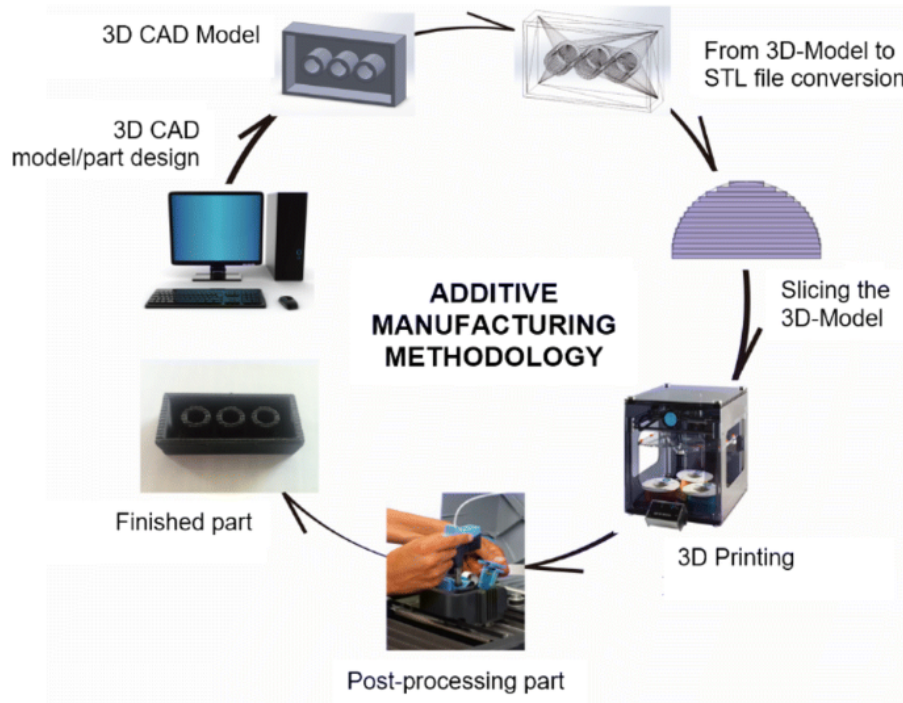 3D CAD Model
From 3D-Model to
STL file conversion
3D CAD
model/part design
ADDITIVE
MANUFACTURING
METHODOLOGY
Slicing the
3D-Model
Finished part
3D Printing
Post-processing part